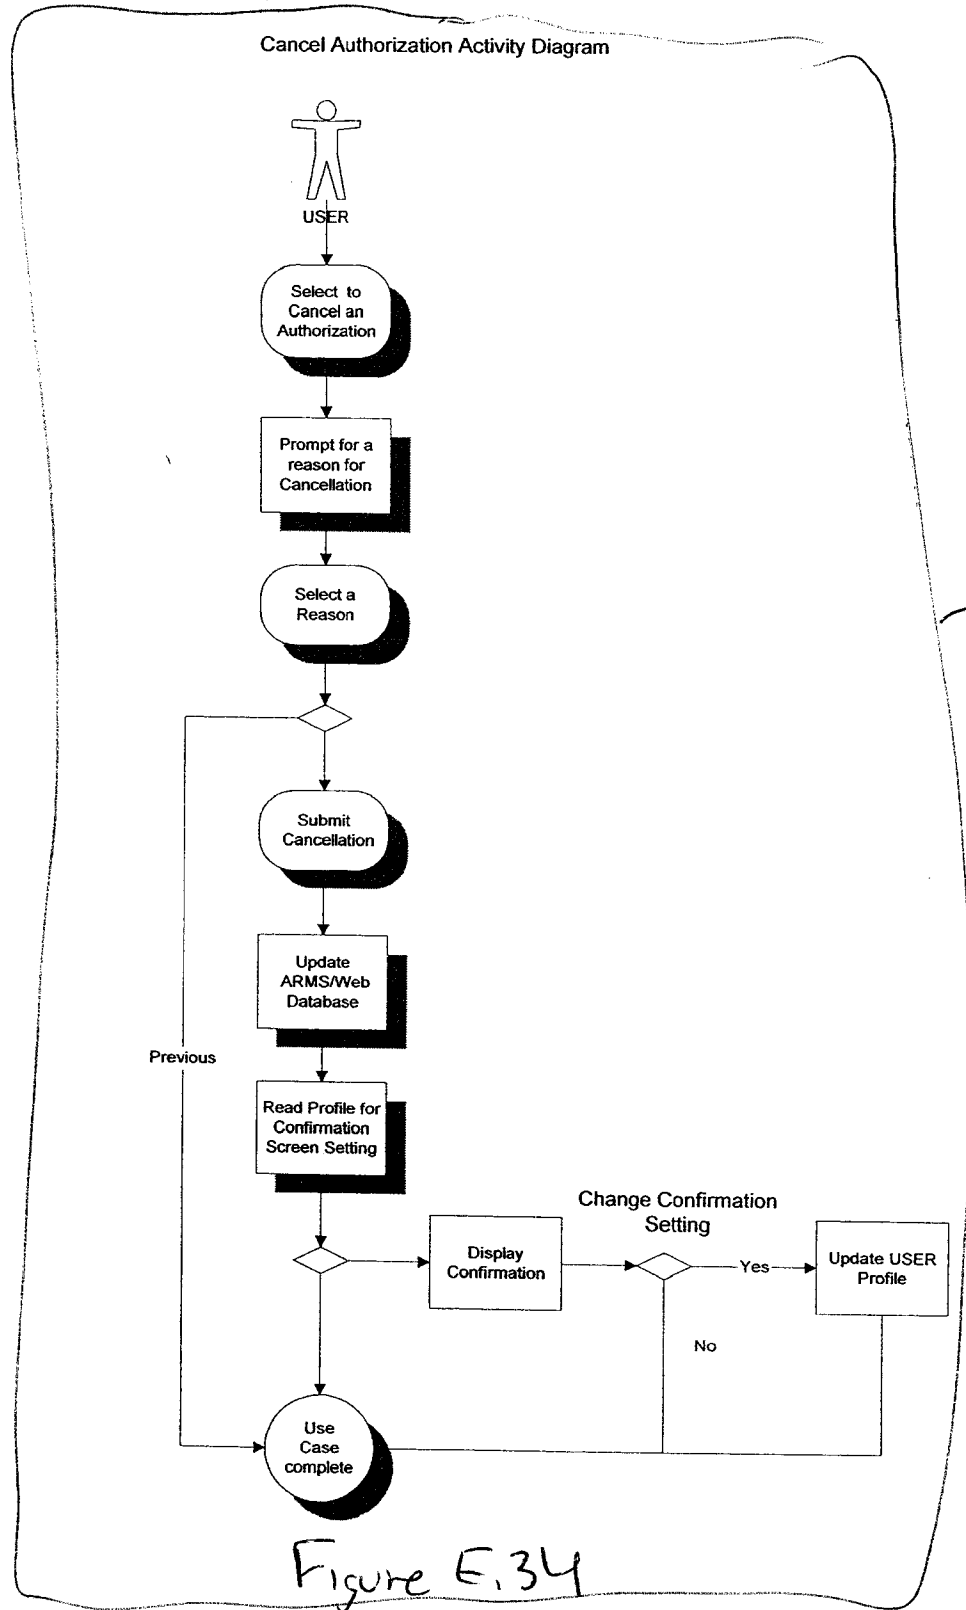 Cancel Authorization Activity Diagram
USER
Select to
Cancel an
Authorization
Prompt for a
reason for
Cancellation
Select a
Reason
Submit
Cancellation
Update
ARMS/Web
Database
Previous
Read Profile for
Confirmation
Screen Setting
Change Confirmation
Setting
Display
Confirmation
Yes
Update USER
Profile
No
Use
Case
complete
Figure E.34